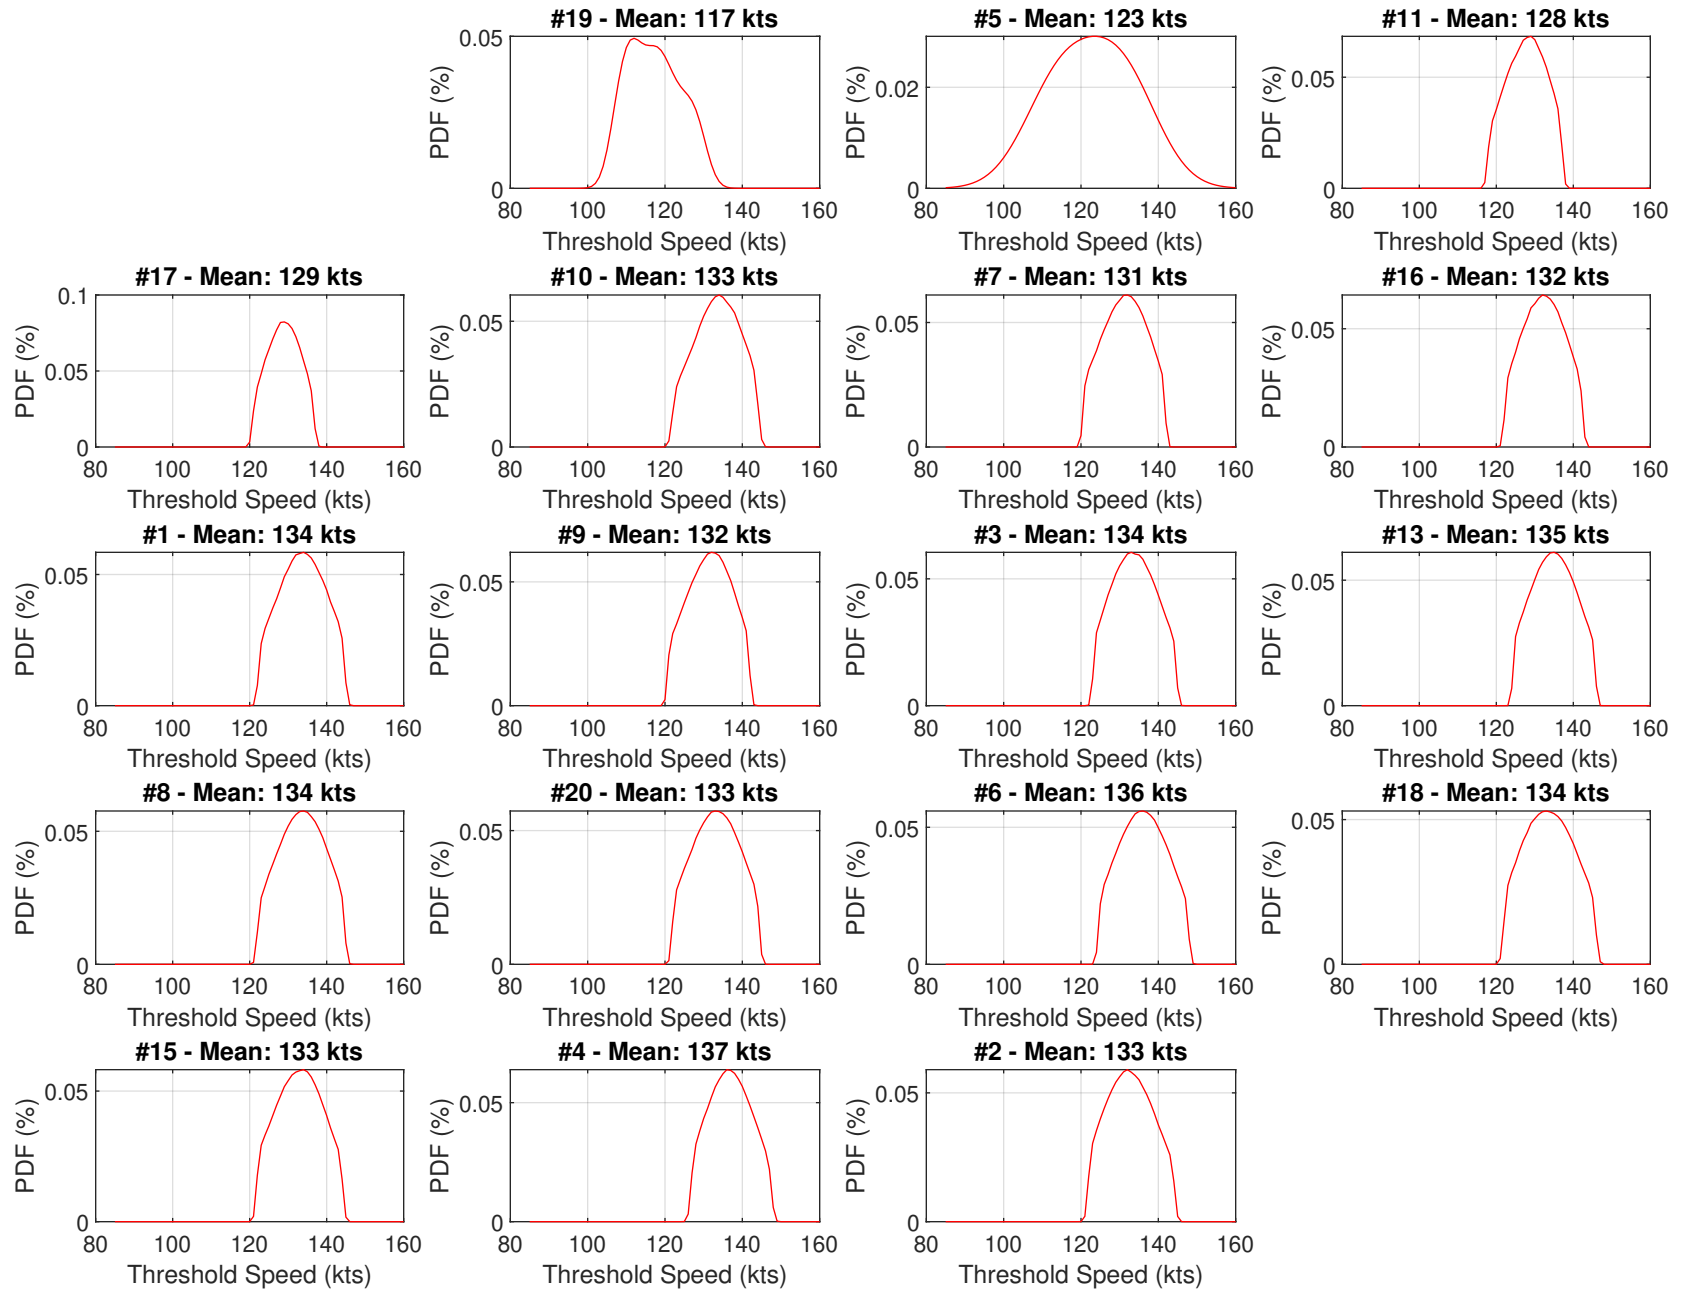 #19 - Mean: 117 kts
PDF (%)
0.05
0
80 100 120 140 160
Threshold Speed (kts)
#5 - Mean: 123 kts
PDF (%)
0.02
0
80 100 120 140 160
Threshold Speed (kts)
#11 - Mean: 128 kts
PDF (%)
0.05
0
80 100 120 140 160
Threshold Speed (kts)
#17 - Mean: 129 kts
PDF (%)
0.1
0.05
0
80 100 120 140 160
Threshold Speed (kts)
#10 - Mean: 133 kts
PDF (%)
0.05
0
80 100 120 140 160
Threshold Speed (kts)
#7 - Mean: 131 kts
PDF (%)
0.05
0
80 100 120 140 160
Threshold Speed (kts)
#16 - Mean: 132 kts
PDF (%)
0.05
0
80 100 120 140 160
Threshold Speed (kts)
#1 - Mean: 134 kts
PDF (%)
0.05
0
80 100 120 140 160
Threshold Speed (kts)
#9 - Mean: 132 kts
PDF (%)
0.05
0
80 100 120 140 160
Threshold Speed (kts)
#3 - Mean: 134 kts
PDF (%)
0.05
0
80 100 120 140 160
Threshold Speed (kts)
#13 - Mean: 135 kts
PDF (%)
0.05
0
80 100 120 140 160
Threshold Speed (kts)
#8 - Mean: 134 kts
PDF (%)
0.05
0
80 100 120 140 160
Threshold Speed (kts)
#20 - Mean: 133 kts
PDF (%)
0.05
0
80 100 120 140 160
Threshold Speed (kts)
#6 - Mean: 136 kts
PDF (%)
0.05
0
80 100 120 140 160
Threshold Speed (kts)
#18 - Mean: 134 kts
PDF (%)
0.05
0
80 100 120 140 160
Threshold Speed (kts)
#15 - Mean: 133 kts
PDF (%)
0.05
0
80 100 120 140 160
Threshold Speed (kts)
#4 - Mean: 137 kts
PDF (%)
0.05
0
80 100 120 140 160
Threshold Speed (kts)
#2 - Mean: 133 kts
PDF (%)
0.05
0
80 100 120 140 160
Threshold Speed (kts)